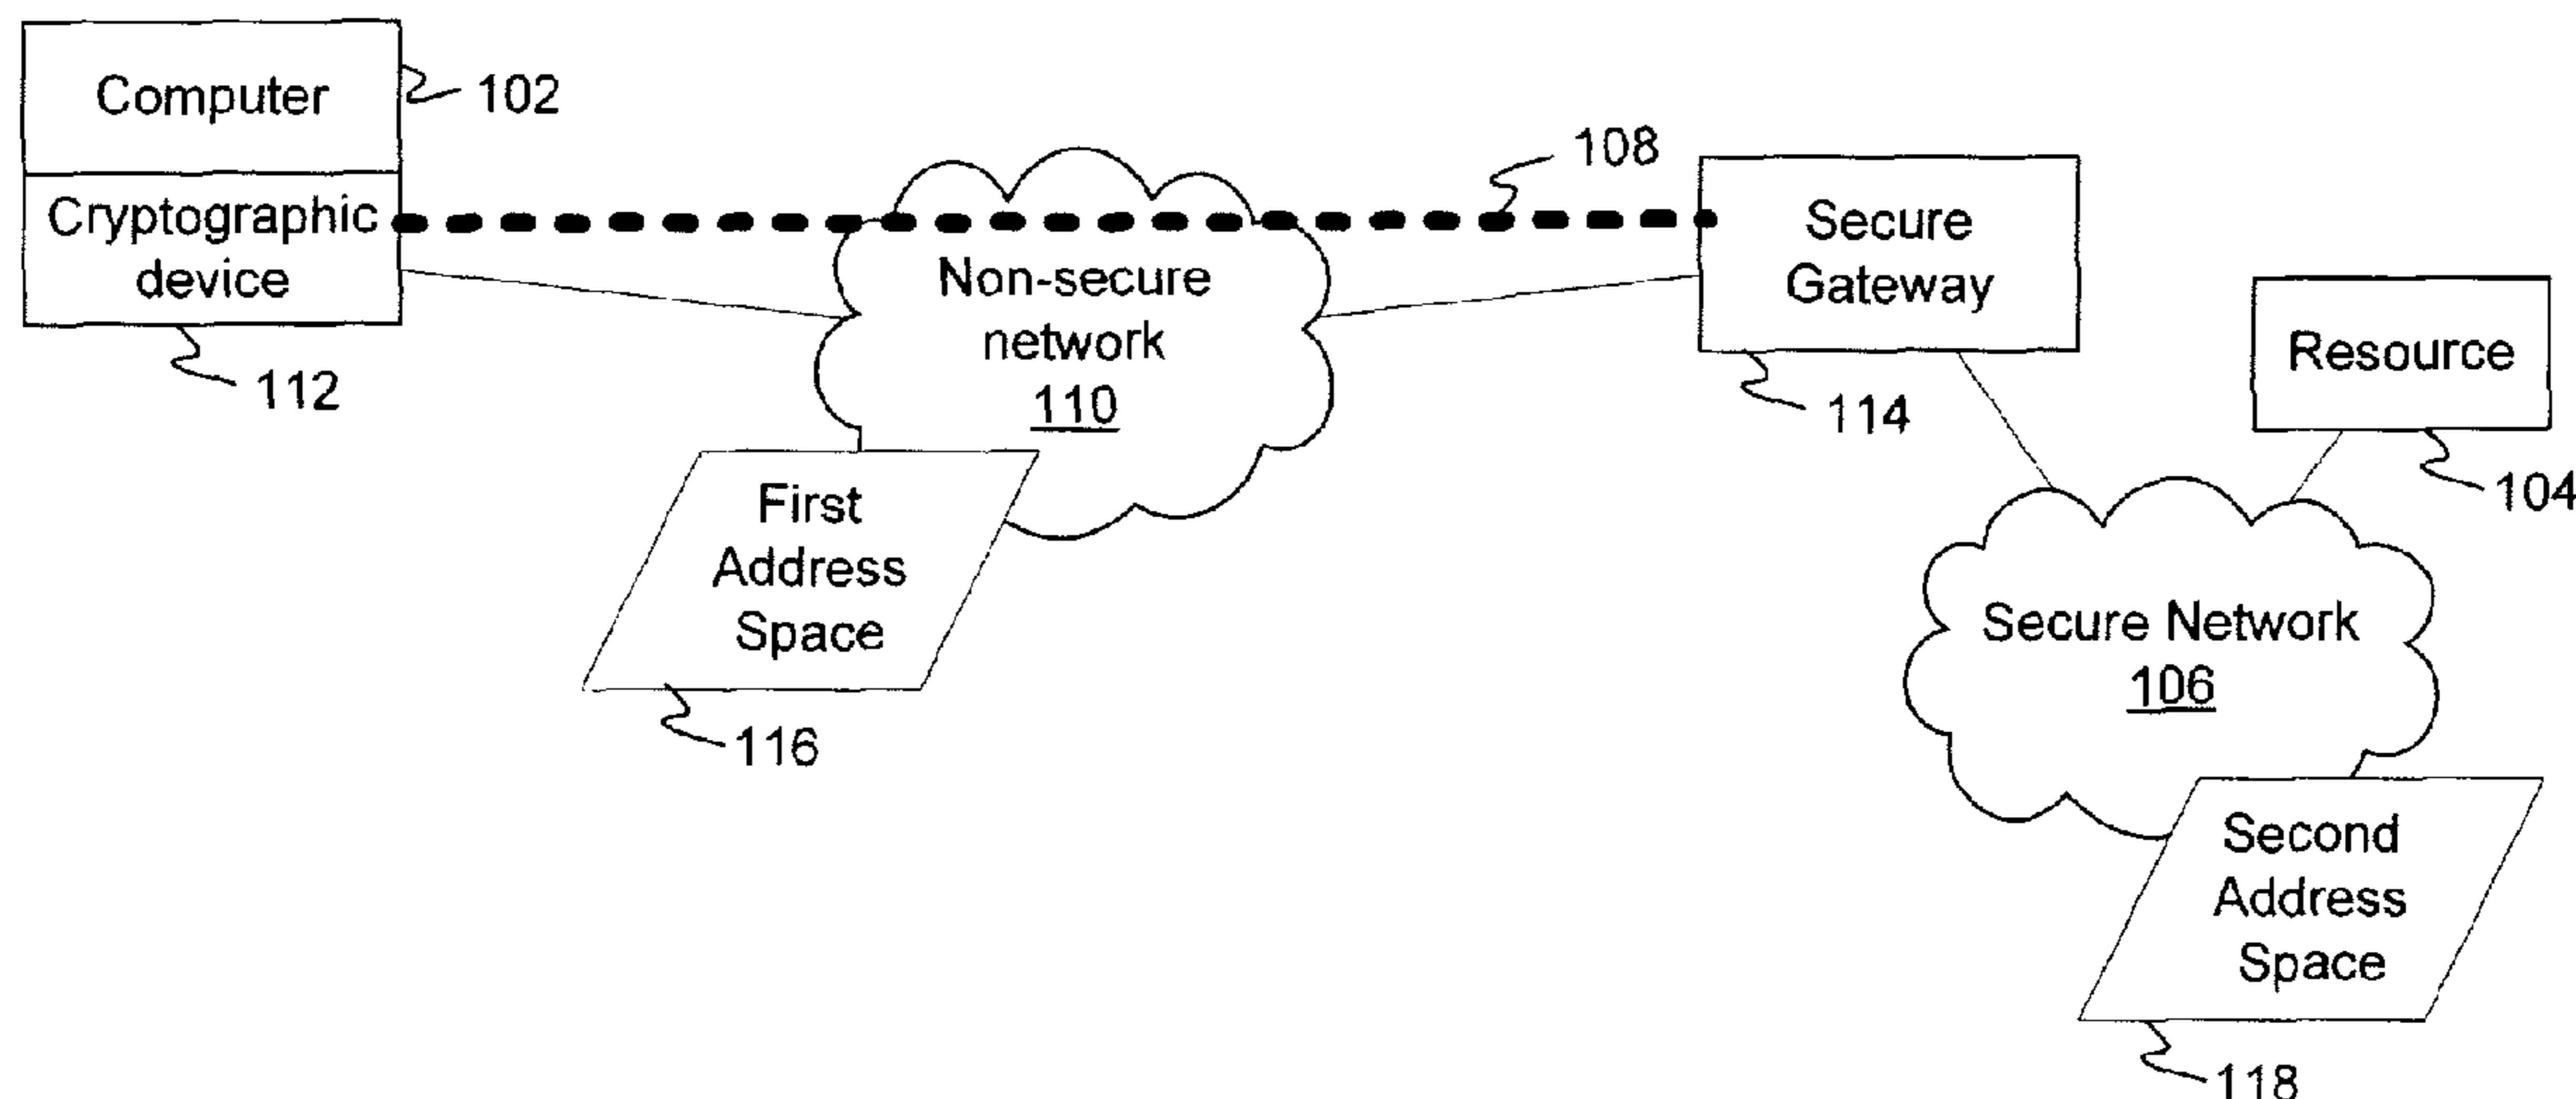 Computer
102
Cryptographic
device
112
108
Non-secure
network
110
First
Address
Space
116
Secure
Gateway
114
Resource
104
Secure Network
106
Second
Address
Space
118